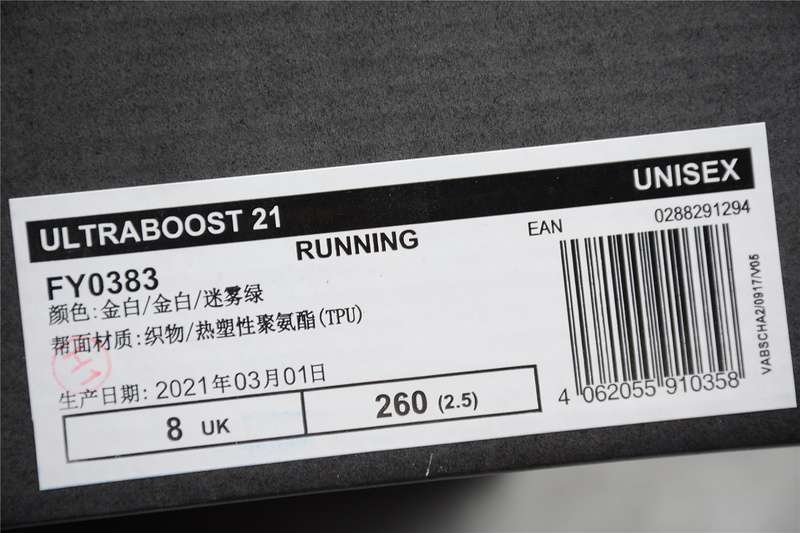 ULTRABOOST 21
UNISEX
RUNNING
EAN
0288291294
FY0383
颜色:金白/金白/迷雾绿
帮面材质:织物/热塑性聚氨酯(TPU)
H1
生产日期:2021年03月01日
8 UK
260 (2.5)
4 062055 910358
VABSCHA2/0917/V05